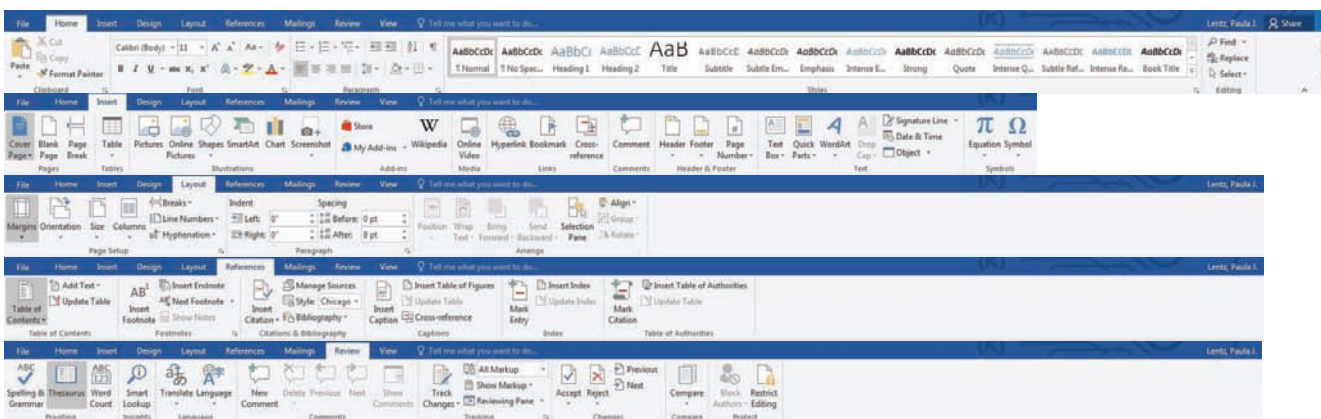 File Home Insert Design Layout References Mailings Review View Tell me what you want to do... Lentz, Paula J. Share
Cut Calibri (Body) 11 Aa Find
Copy AaBbCcDc AaBbCcDc AaBbCc AaBbCcC AaB AaBbCcC AaBbCcDc AaBbCcDc AaBbCcDc AaBbCcDc AaBbCcDc AaBbCcDc AaBbCcDc AaBbCcDc AaBbCcDc Replace
Paste Format Painter B I U abc X₂ X² A ¶ Normal ¶ No Spac... Heading 1 Heading 2 Title Subtitle Subtle Em... Emphasis Intense E... Strong Quote Intense Q... Subtle Ref... Intense Re... Book Title Select
Clipboard Font Paragraph Styles Editing
File Home Insert Design Layout References Mailings Review View Tell me what you want to do...
Store W Signature Line π Ω
Cover Blank Page Table Pictures Online Shapes SmartArt Chart Screenshot My Add-ins Wikipedia Online Hyperlink Bookmark Cross- Comment Header Footer Page Text Quick WordArt Drop Date & Time Equation Symbol
Page Page Break Pictures Video reference Number Box Parts Cap Object
Pages Tables Illustrations Add-ins Media Links Comments Header & Footer Text Symbols
File Home Insert Design Layout References Mailings Review View Tell me what you want to do... Lentz, Paula J.
Breaks Indent Spacing Align
Margins Orientation Size Columns Line Numbers Left: 0" Before: 0 pt Position Wrap Bring Send Selection Group
Hyphenation Right: 0" After: 8 pt Text Forward Backward Pane Rotate
Page Setup Paragraph Arrange
File Home Insert Design Layout References Mailings Review View Tell me what you want to do... Lentz, Paula J.
Add Text AB¹ Insert Endnote Manage Sources Insert Table of Figures Insert Index Insert Table of Authorities
Table of Update Table Insert Next Footnote Insert Style: Chicago Insert Update Table Mark Update Index Mark Update Table
Contents Footnote Show Notes Citation Bibliography Caption Cross-reference Entry Citation
Table of Contents Footnotes Citations & Bibliography Captions Index Table of Authorities
File Home Insert Design Layout References Mailings Review View Tell me what you want to do... Lentz, Paula J.
ABC ABC 123 All Markup Previous
Spelling & Thesaurus Word Smart Translate Language New Delete Previous Next Show Track Show Markup Accept Reject Next Compare Block Restrict
Grammar Count Lookup Comment Comments Changes Reviewing Pane Authors Editing
Proofing Insights Language Comments Tracking Changes Compare Protect